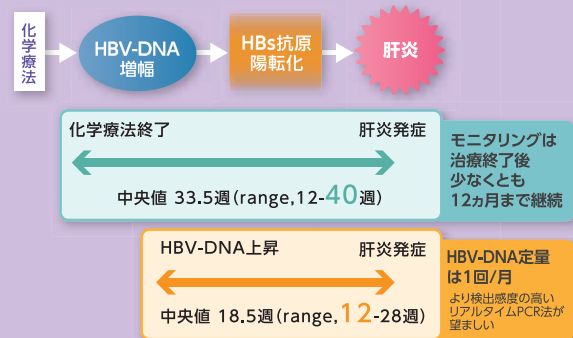 化学療法
HBV-DNA
増幅
HBs抗原
陽転化
肝炎
化学療法終了
肝炎発症
中央値 33.5週(range,12-40週)
モニタリングは
治療終了後
少なくとも
12ヵ月まで継続
HBV-DNA上昇
肝炎発症
中央値 18.5週(range,12-28週)
HBV-DNA定量
は1回/月
より検出感度の高い
リアルタイムPCR法が
望ましい